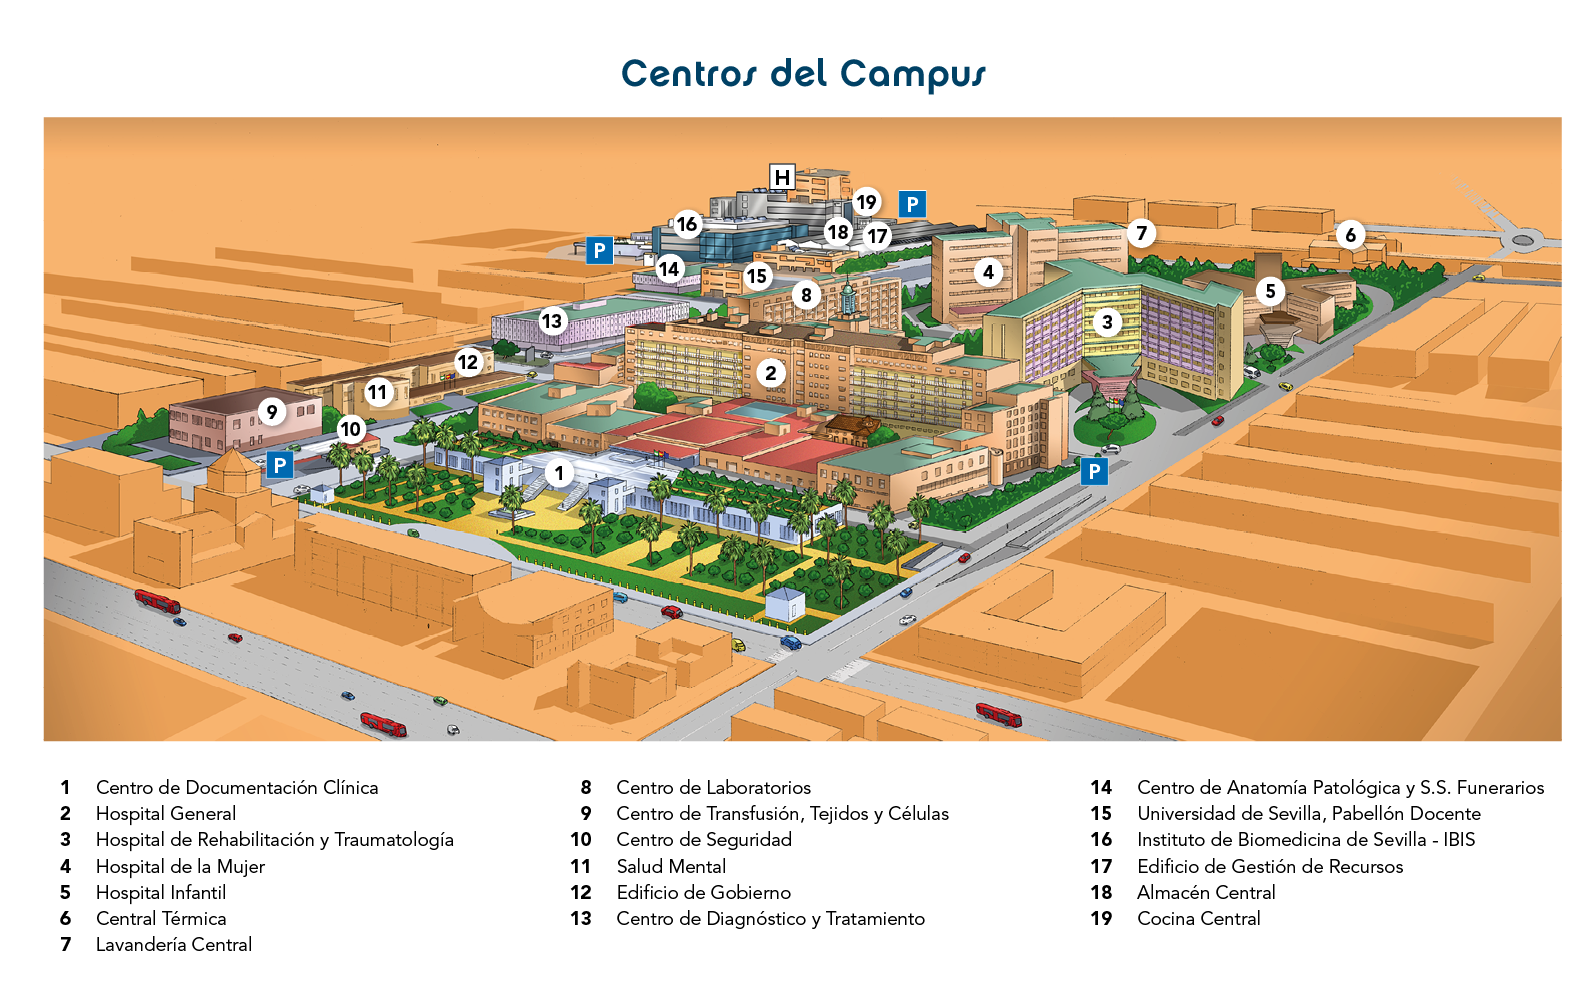 Centros del Campus
H
19
P
16
18
17
7
6
P
14
4
15
5
8
13
3
12
2
11
9
10
P
1
P
1 Centro de Documentación Clínica
2 Hospital General
3 Hospital de Rehabilitación y Traumatología
4 Hospital de la Mujer
5 Hospital Infantil
6 Central Térmica
7 Lavandería Central
8 Centro de Laboratorios
9 Centro de Transfusión, Tejidos y Células
10 Centro de Seguridad
11 Salud Mental
12 Edificio de Gobierno
13 Centro de Diagnóstico y Tratamiento
14 Centro de Anatomía Patológica y S.S. Funerarios
15 Universidad de Sevilla, Pabellón Docente
16 Instituto de Biomedicina de Sevilla - IBIS
17 Edificio de Gestión de Recursos
18 Almacén Central
19 Cocina Central